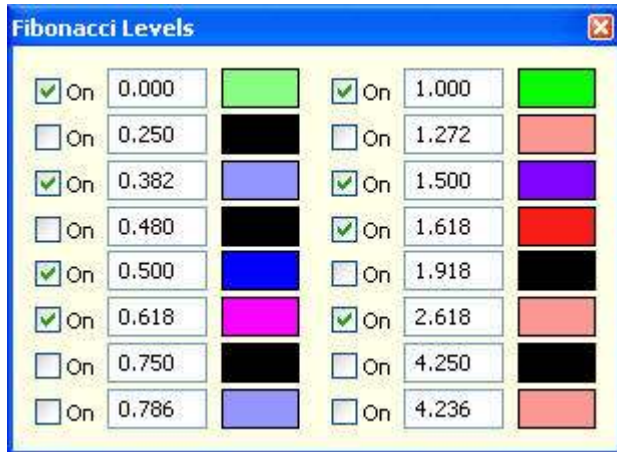 Fibonacci Levels
On 0.000 On 1.000
On 0.250 On 1.272
On 0.382 On 1.500
On 0.480 On 1.618
On 0.500 On 1.918
On 0.618 On 2.618
On 0.750 On 4.250
On 0.786 On 4.236